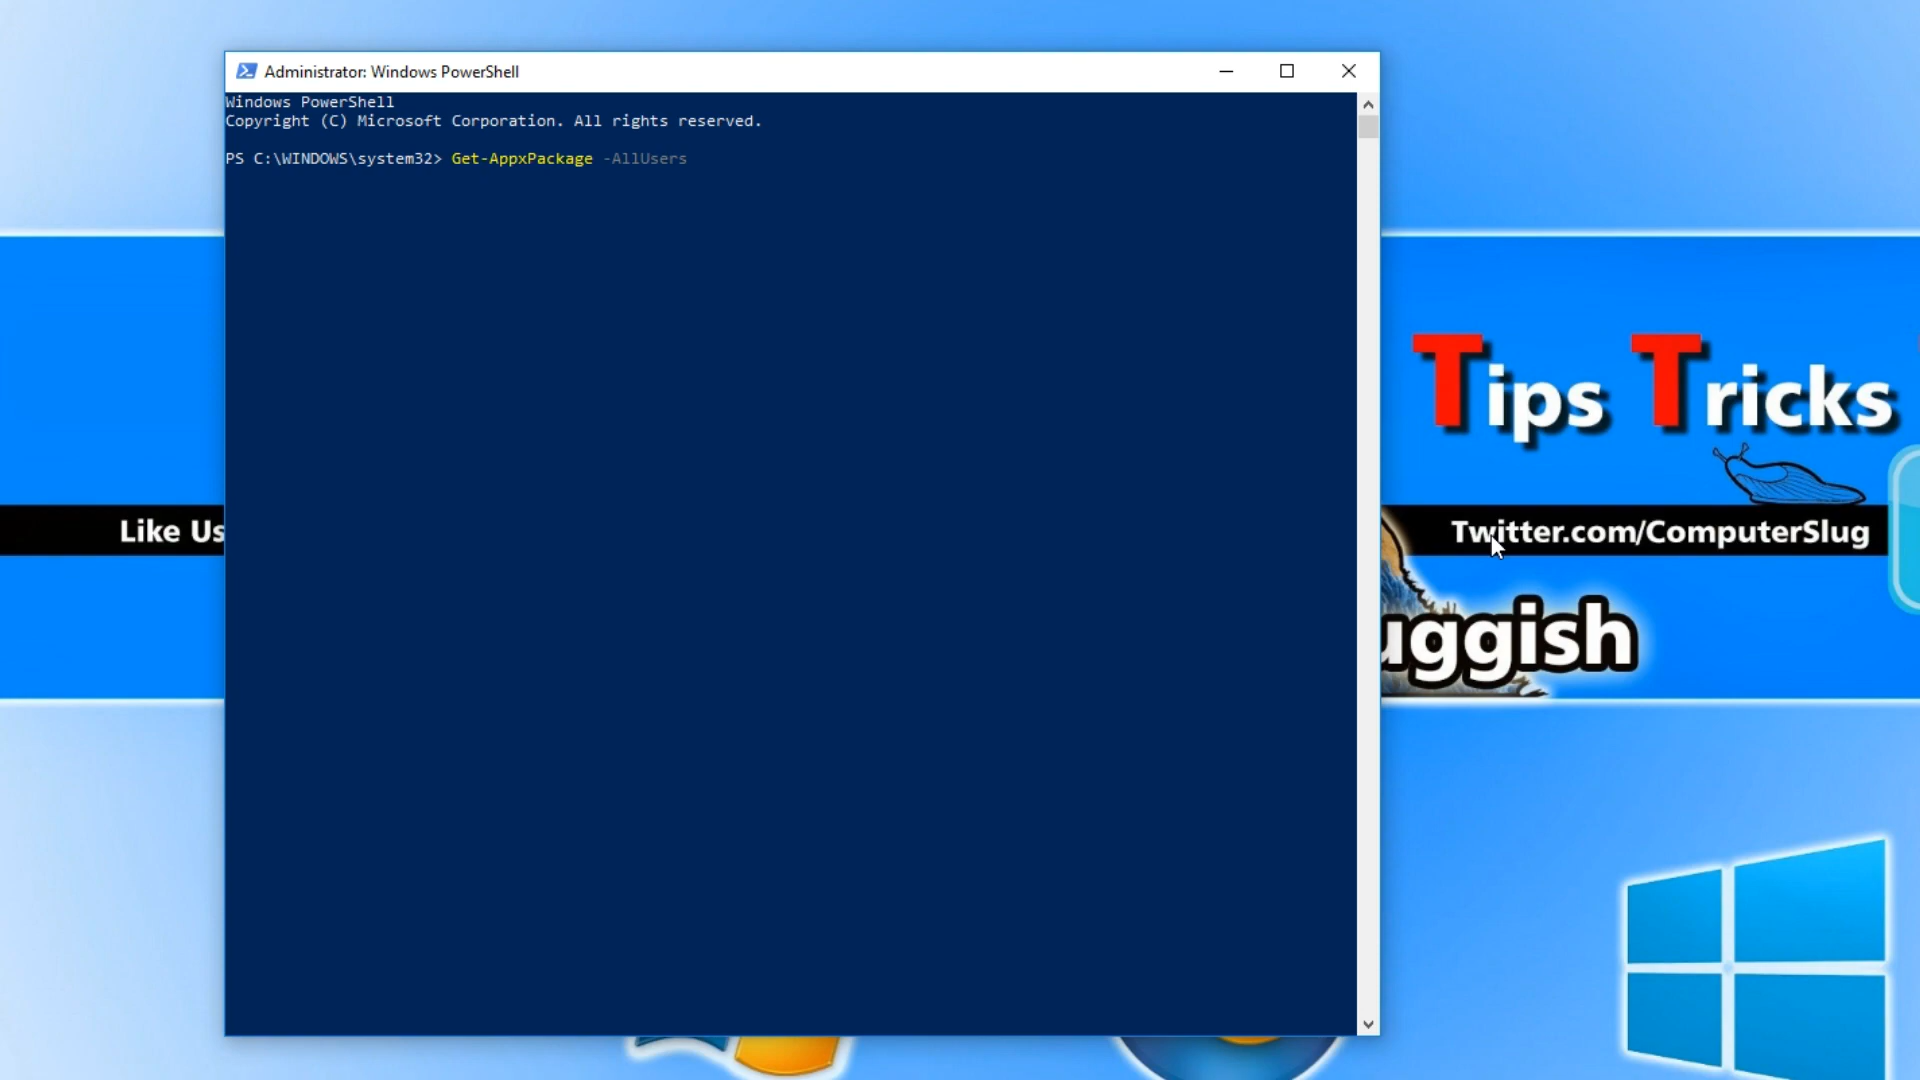 Administrator: Windows PowerShell
Windows PowerShell
Copyright (C) Microsoft Corporation. All rights reserved.
PS C:\WINDOWS\system32> Get-AppxPackage -AllUsers
Tips Tricks
Like Us
Twitter.com/ComputerSlug
uggish